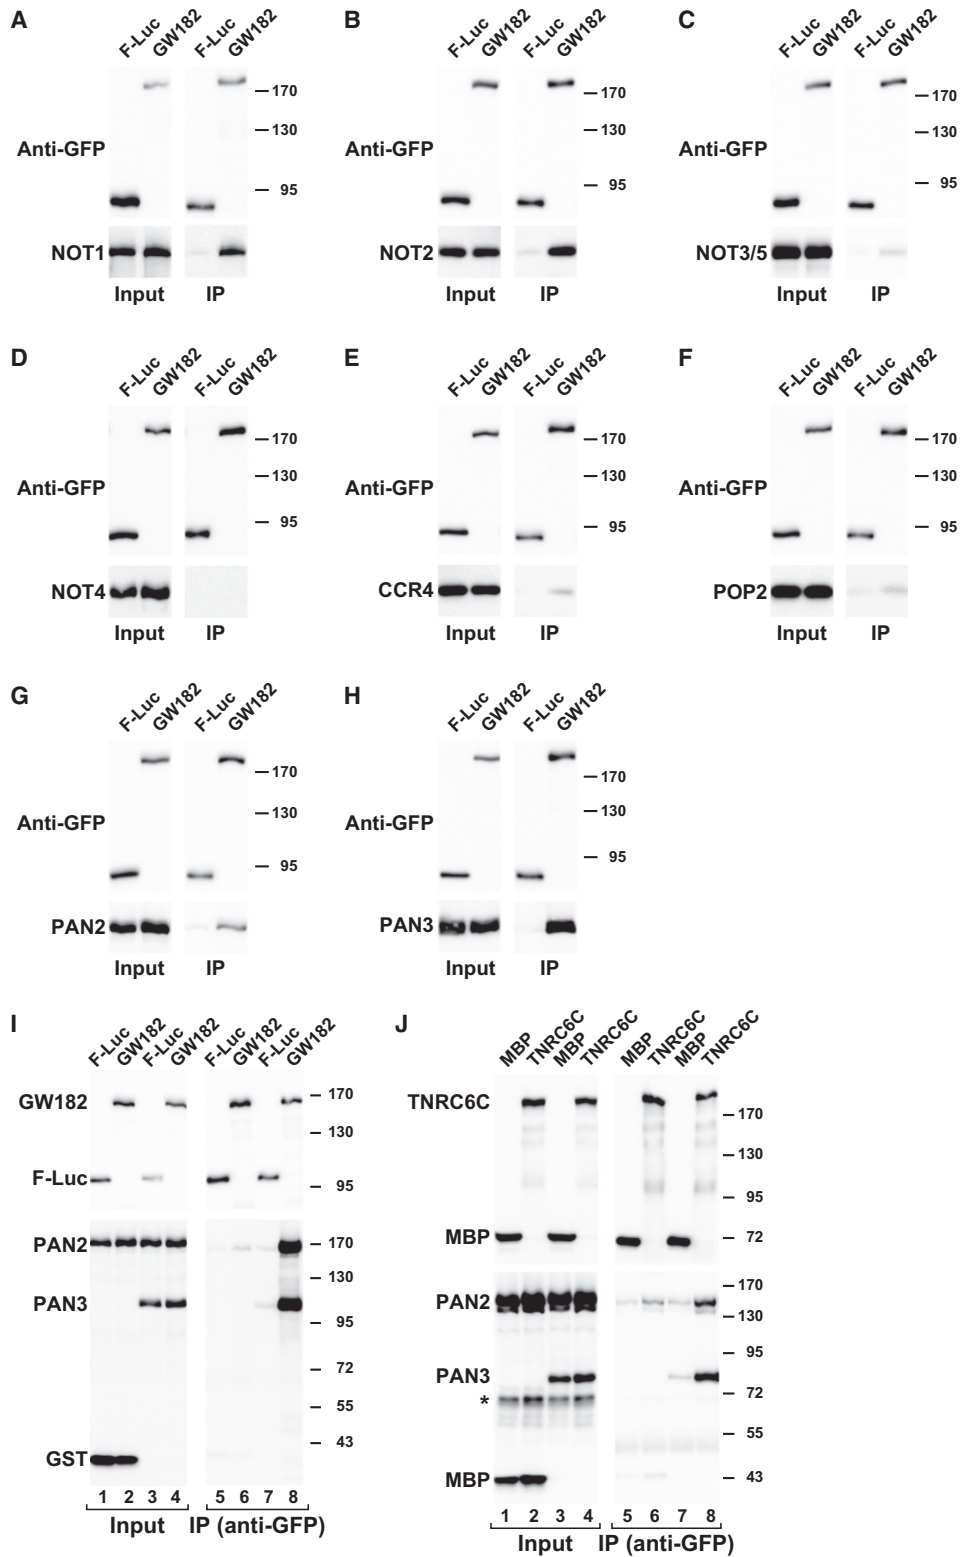 A
F-Luc GW182 F-Luc GW182
Anti-GFP
170
130
95
NOT1
Input IP
B
F-Luc GW182 F-Luc GW182
Anti-GFP
170
130
95
NOT2
Input IP
C
F-Luc GW182 F-Luc GW182
Anti-GFP
170
130
95
NOT3/5
Input IP
D
F-Luc GW182 F-Luc GW182
Anti-GFP
170
130
95
NOT4
Input IP
E
F-Luc GW182 F-Luc GW182
Anti-GFP
170
130
95
CCR4
Input IP
F
F-Luc GW182 F-Luc GW182
Anti-GFP
170
130
95
POP2
Input IP
G
F-Luc GW182 F-Luc GW182
Anti-GFP
170
130
95
PAN2
Input IP
H
F-Luc GW182 F-Luc GW182
Anti-GFP
170
130
95
PAN3
Input IP
I
F-Luc GW182 F-Luc GW182 F-Luc GW182 F-Luc GW182
GW182
170
130
F-Luc
95
PAN2
170
130
PAN3
95
72
55
43
GST
1 2 3 4 5 6 7 8
Input IP (anti-GFP)
J
MBP TNRC6C MBP TNRC6C MBP TNRC6C MBP TNRC6C
TNRC6C
170
130
95
MBP
72
170
PAN2
130
95
PAN3
72
*
55
MBP
43
1 2 3 4 5 6 7 8
Input IP (anti-GFP)